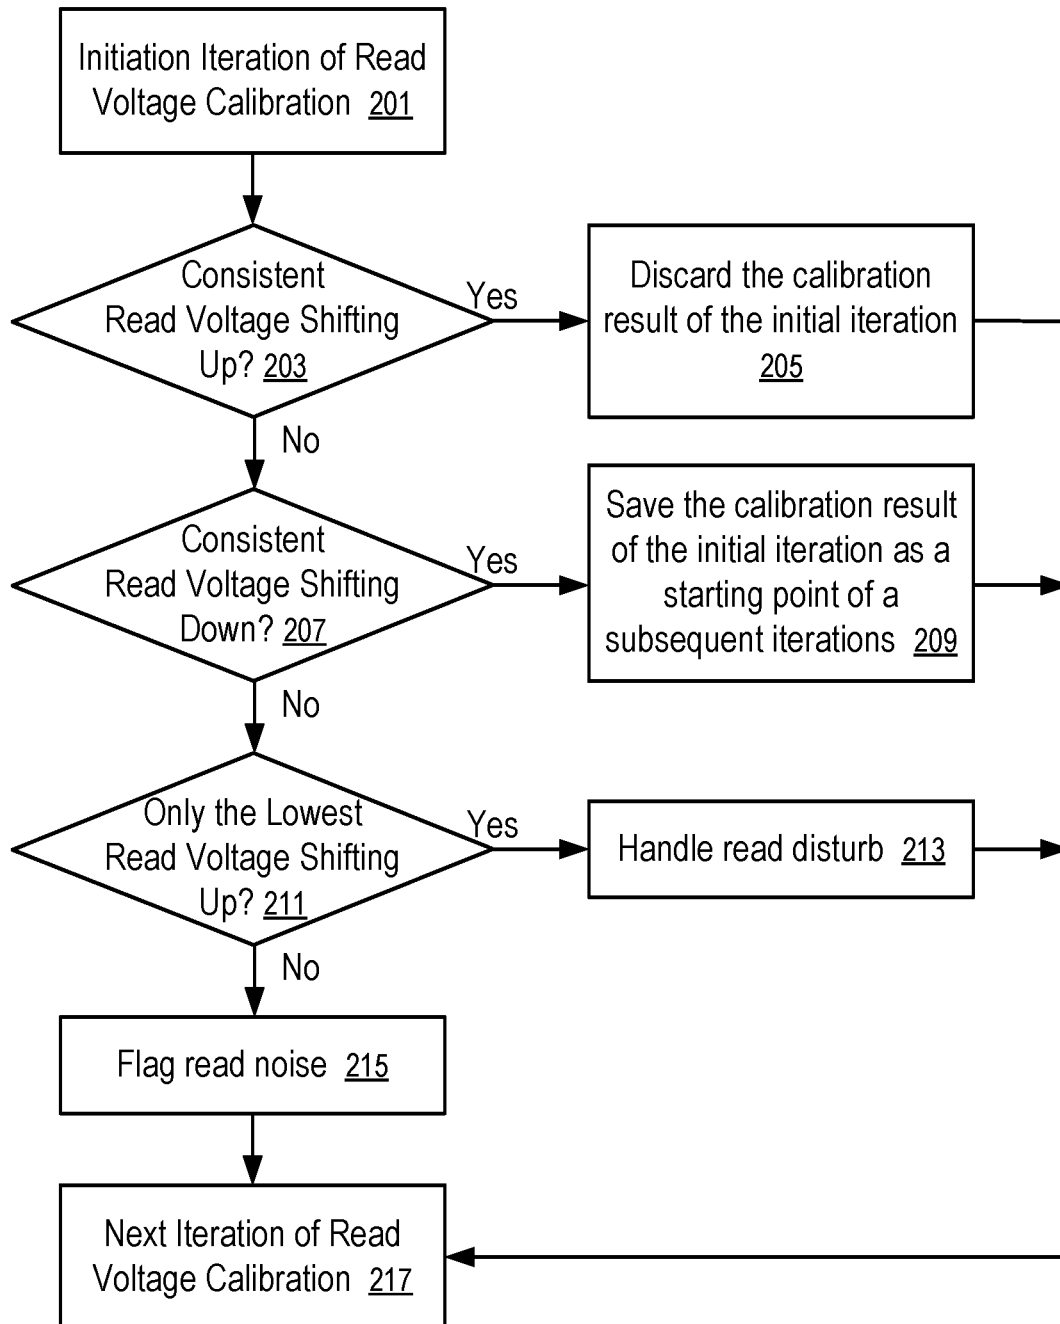 Initiation Iteration of Read
Voltage Calibration 201
Consistent
Read Voltage Shifting
Up? 203
Yes
Discard the calibration
result of the initial iteration
205
No
Consistent
Read Voltage Shifting
Down? 207
Yes
Save the calibration result
of the initial iteration as a
starting point of a
subsequent iterations 209
No
Only the Lowest
Read Voltage Shifting
Up? 211
Yes
Handle read disturb 213
No
Flag read noise 215
Next Iteration of Read
Voltage Calibration 217